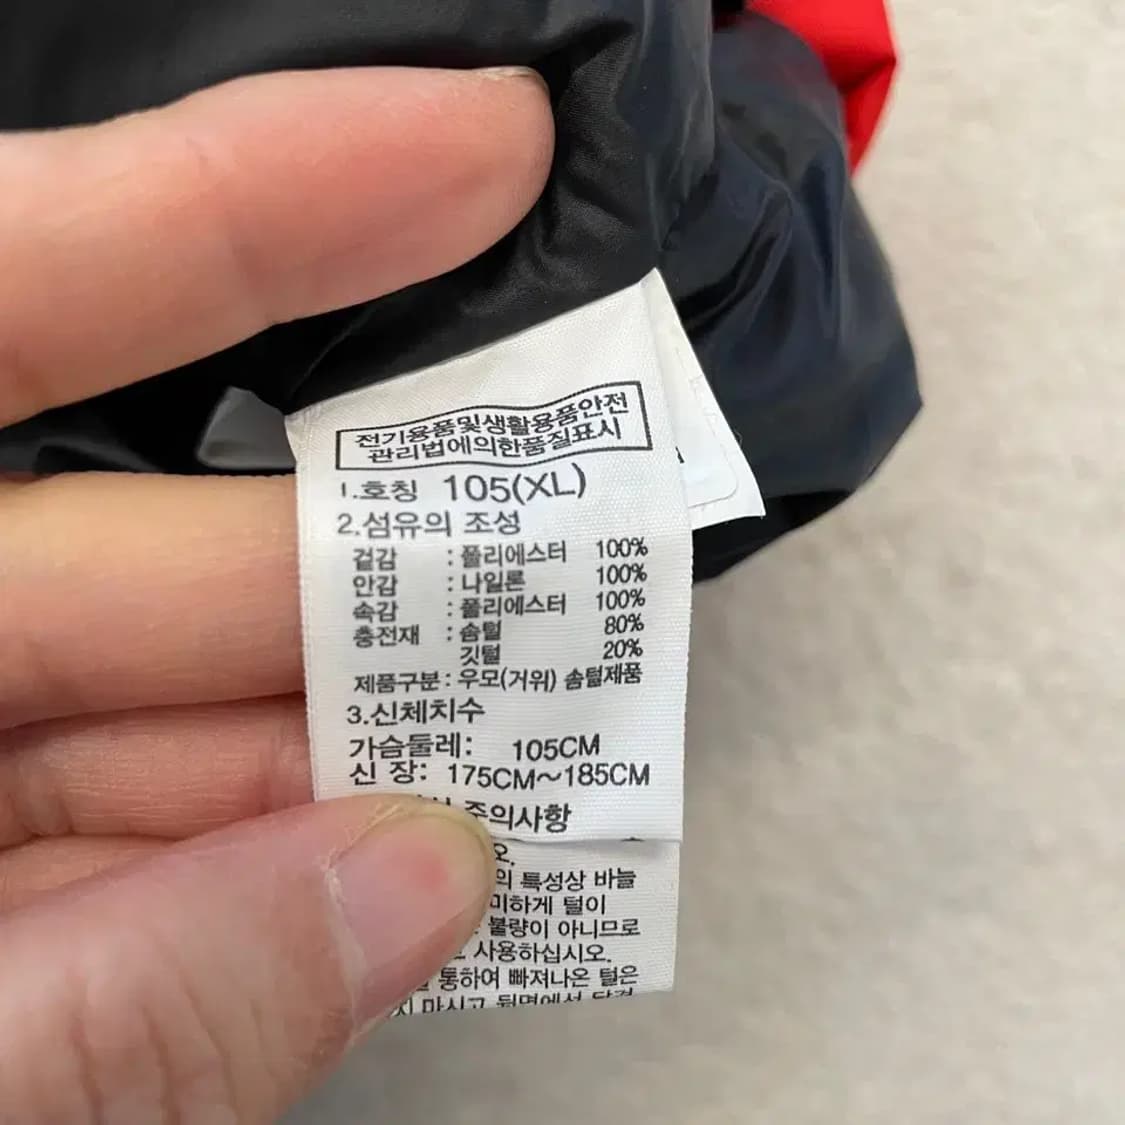 전기용품및생활용품안전
관리법에의한품질표시
1.호칭 105(XL)
2.섬유의 조성
겉감 : 폴리에스터 100%
안감 : 나일론 100%
속감 : 폴리에스터 100%
충전재 : 솜털 80%
깃털 20%
제품구분 : 우모(거위) 솜털제품
3.신체치수
가슴둘레: 105CM
신 장: 175CM~185CM
주의사항
오.
의 특성상 바늘
미하게 털이
불량이 아니므로
사용하십시오.
통하여 빠져나온 털은
지 마시고 뒷면에서